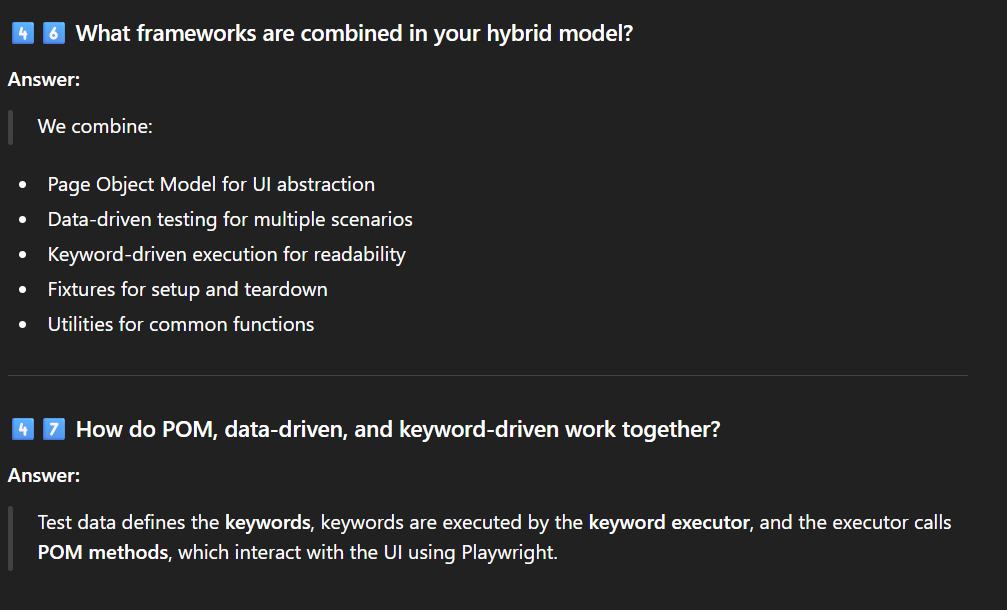 4️⃣ 6️⃣ What frameworks are combined in your hybrid model?
Answer:
We combine:
• Page Object Model for UI abstraction
• Data-driven testing for multiple scenarios
• Keyword-driven execution for readability
• Fixtures for setup and teardown
• Utilities for common functions
4️⃣ 7️⃣ How do POM, data-driven, and keyword-driven work together?
Answer:
Test data defines the keywords, keywords are executed by the keyword executor, and the executor calls
POM methods, which interact with the UI using Playwright.